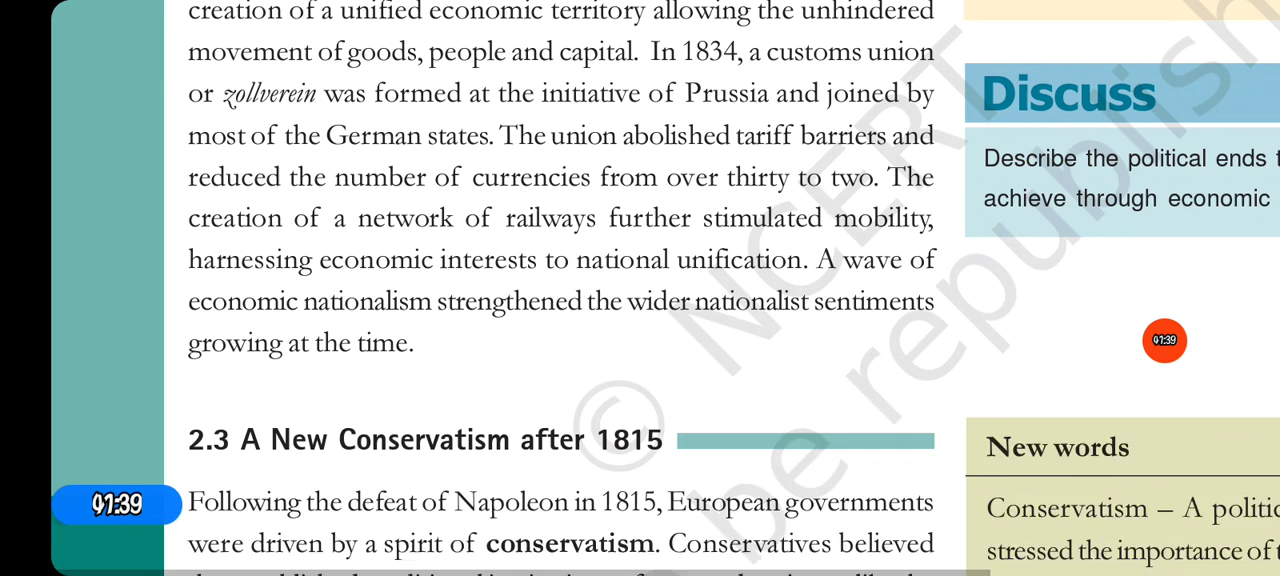 creation of a unified economic territory allowing the unhindered
movement of goods, people and capital. In 1834, a customs union
or zollverein was formed at the initiative of Prussia and joined by
most of the German states. The union abolished tariff barriers and
reduced the number of currencies from over thirty to two. The
creation of a network of railways further stimulated mobility,
harnessing economic interests to national unification. A wave of
economic nationalism strengthened the wider nationalist sentiments
growing at the time.
2.3 A New Conservatism after 1815
Following the defeat of Napoleon in 1815, European governments
were driven by a spirit of conservatism. Conservatives believed
Discuss
Describe the political ends
achieve through economic
New words
Conservatism – A
stressed the importance of
© NCERT
be republish
01:39
01:39